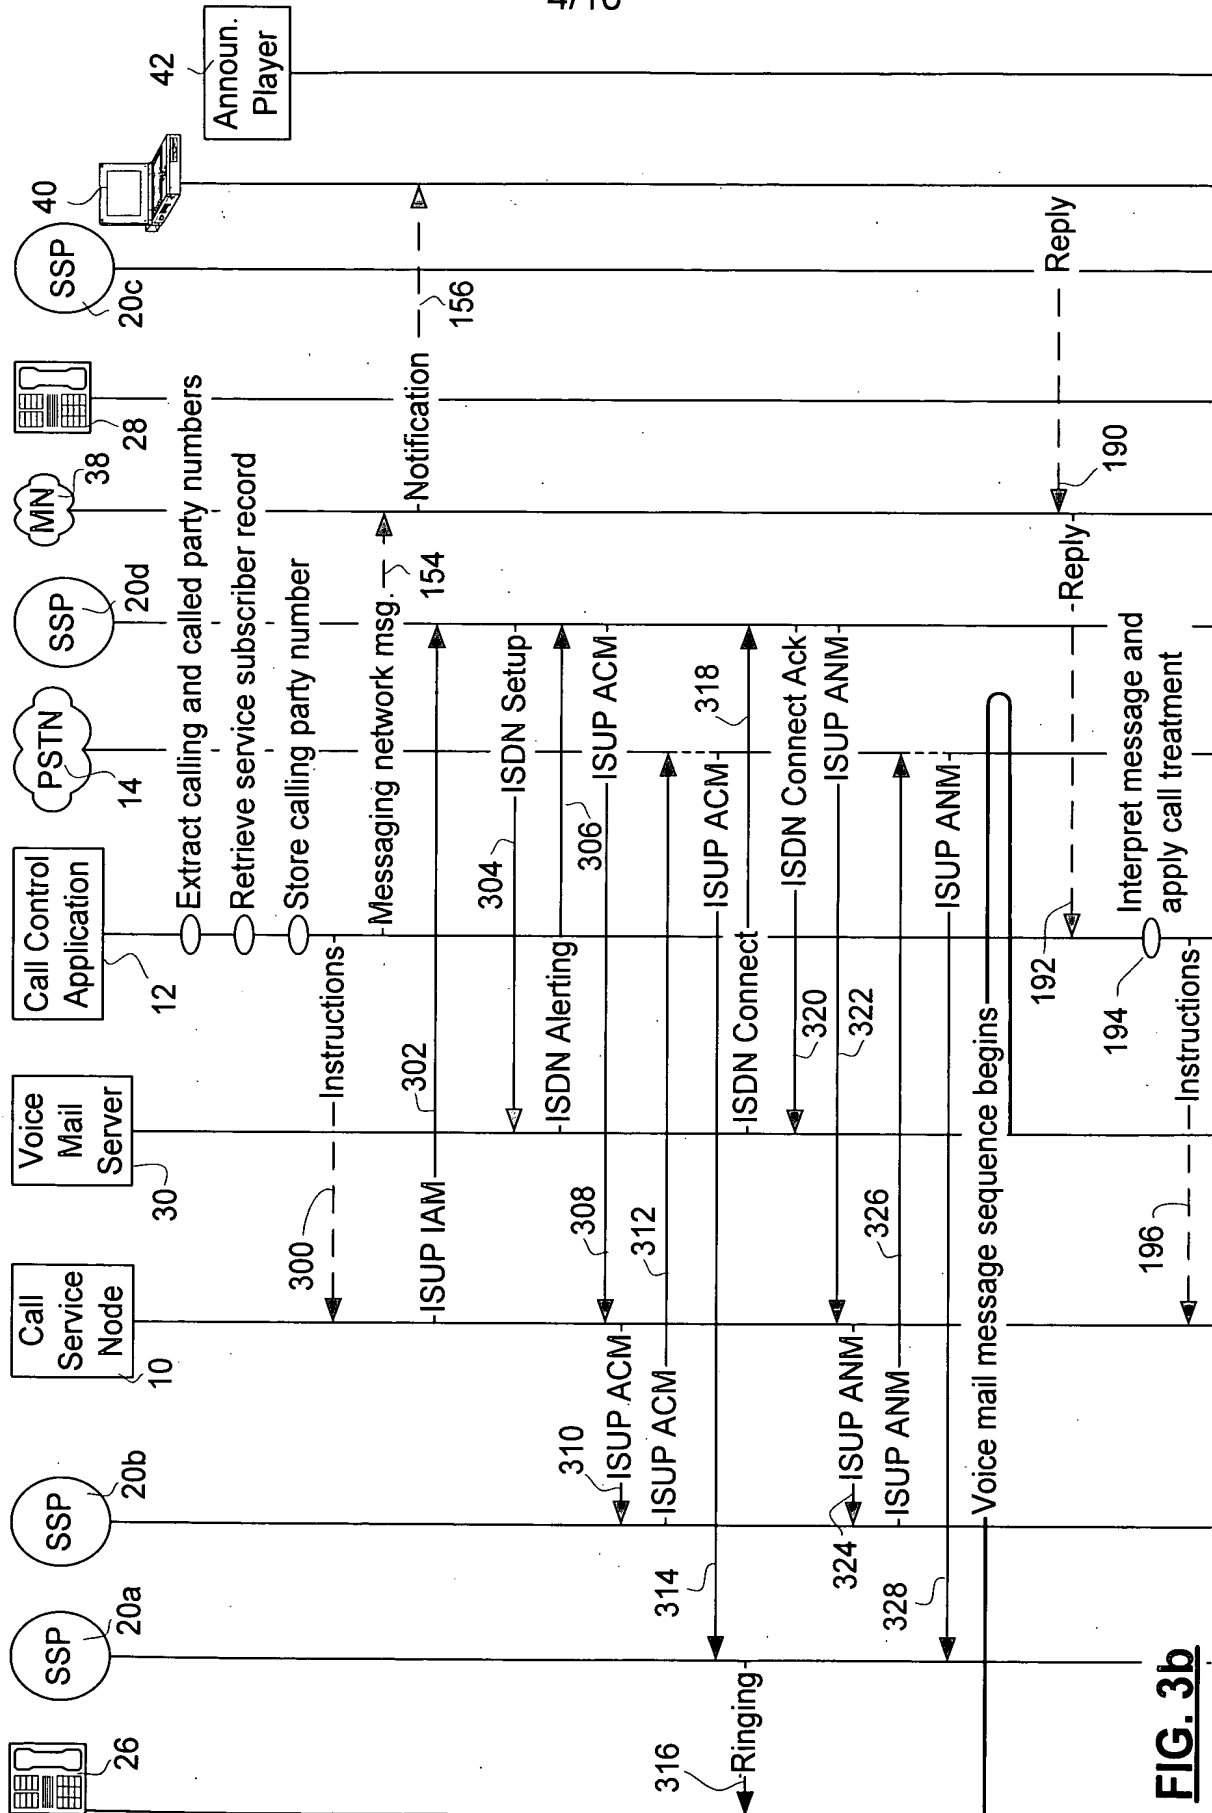 4/16
26
SSP
20a
SSP
20b
Call
Service
Node
10
Voice
Mail
Server
30
Call Control
Application
12
PSTN
14
SSP
20d
MN
38
28
SSP
20c
40
42
Announ.
Player
Extract calling and called party numbers
Retrieve service subscriber record
Store calling party number
Instructions
300
Messaging network msg.
154
Notification
156
ISUP IAM
302
ISDN Setup
304
ISDN Alerting
306
ISUP ACM
308
ISUP ACM
310
ISUP ACM
312
ISUP ACM
314
Ringing
316
ISDN Connect
318
ISDN Connect Ack
320
ISUP ANM
322
ISUP ANM
324
ISUP ANM
326
ISUP ANM
328
Voice mail message sequence begins
Reply
190
Reply
192
Interpret message and
apply call treatment
194
Instructions
196
FIG. 3b